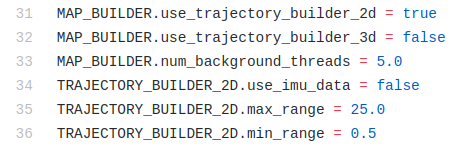 31 MAP_BUILDER.use_trajectory_builder_2d = true
32 MAP_BUILDER.use_trajectory_builder_3d = false
33 MAP_BUILDER.num_background_threads = 5.0
34 TRAJECTORY_BUILDER_2D.use_imu_data = false
35 TRAJECTORY_BUILDER_2D.max_range = 25.0
36 TRAJECTORY_BUILDER_2D.min_range = 0.5